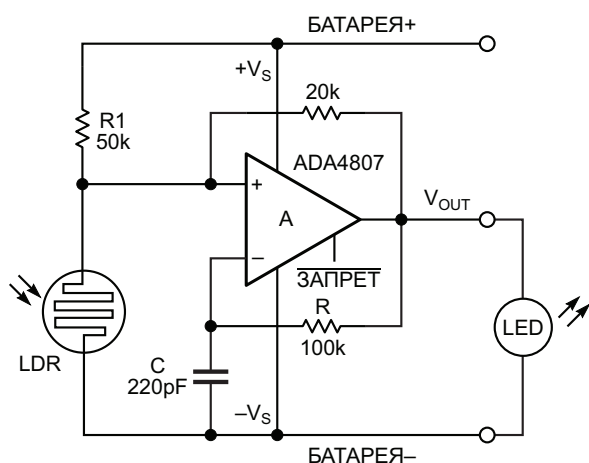 БАТАРЕЯ+
+VS
20k
R1
50k
ADA4807
+
A
VOUT
–
ЗАПРЕТ
R
100k
LED
LDR
C
220pF
–VS
БАТАРЕЯ–